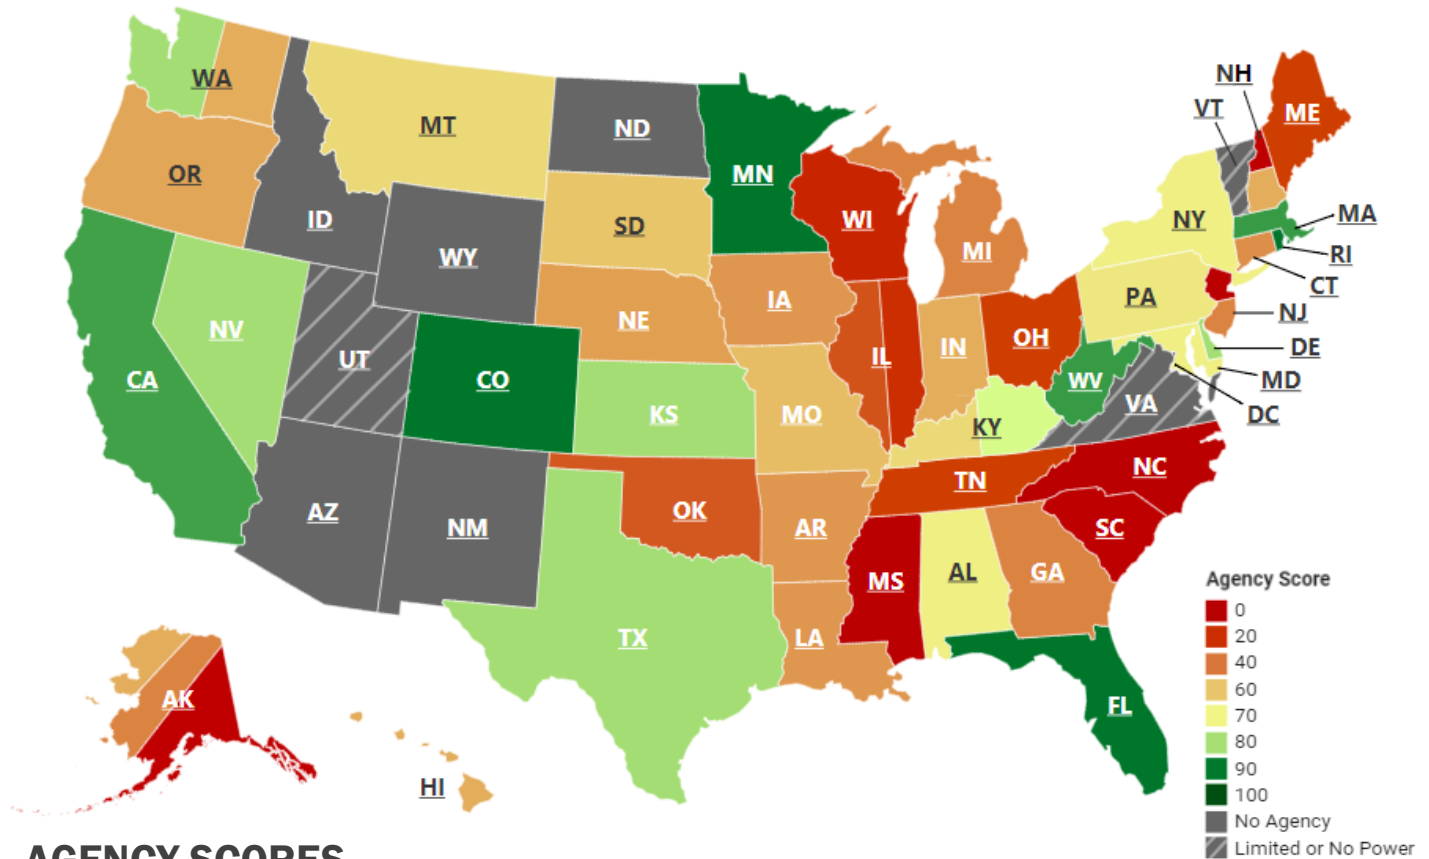 NH
ME
VT
WA
MT
ND
MN
OR
ID
SD
WI
MI
NY
MA
WY
RI
CT
IA
PA
NV
NE
NJ
UT
IL
IN
OH
DE
CA
CO
WV
MD
KS
MO
KY
VA
DC
NC
TN
AZ
NM
OK
AR
SC
MS
AL
GA
Agency Score
0
20
TX
LA
40
60
AK
FL
70
80
90
HI
100
No Agency
Limited or No Power
AGENCY SCORES